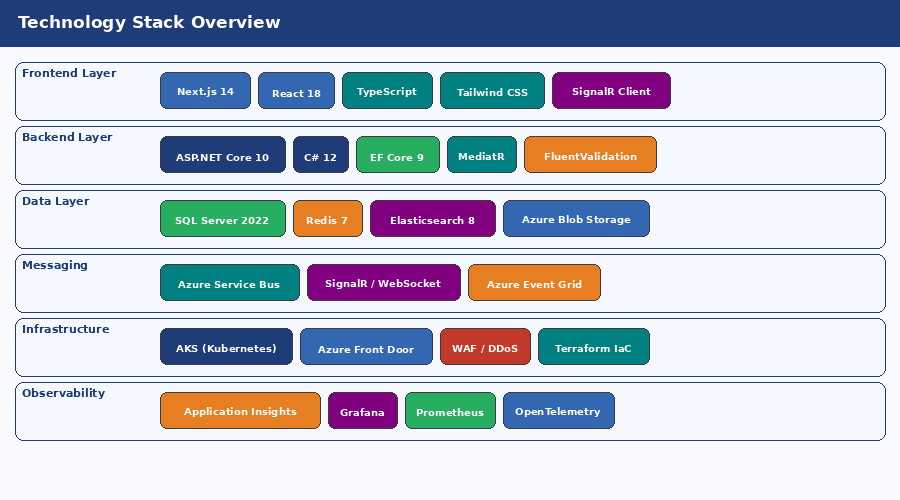 Technology Stack Overview
Frontend Layer
Next.js 14
React 18
TypeScript
Tailwind CSS
SignalR Client
Backend Layer
ASP.NET Core 10
C# 12
EF Core 9
MediatR
FluentValidation
Data Layer
SQL Server 2022
Redis 7
Elasticsearch 8
Azure Blob Storage
Messaging
Azure Service Bus
SignalR / WebSocket
Azure Event Grid
Infrastructure
AKS (Kubernetes)
Azure Front Door
WAF / DDoS
Terraform IaC
Observability
Application Insights
Grafana
Prometheus
OpenTelemetry